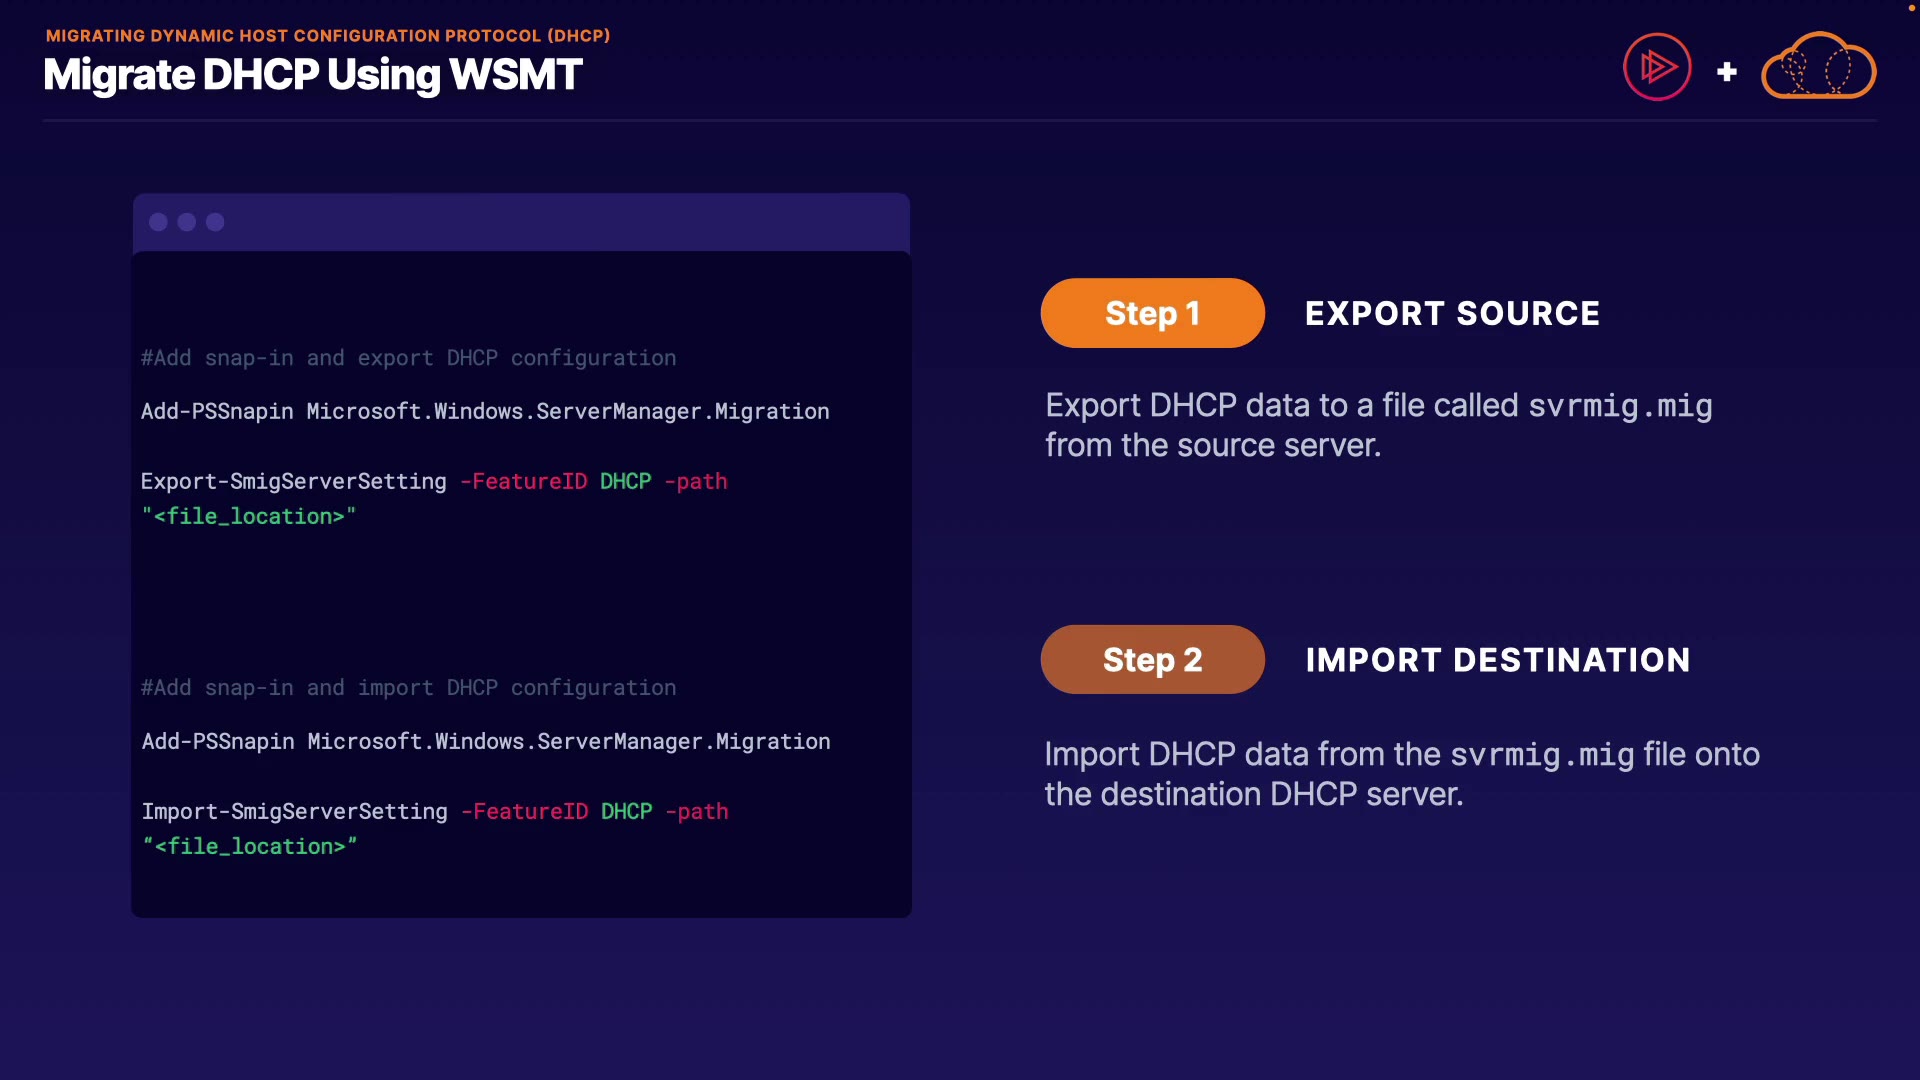 MIGRATING DYNAMIC HOST CONFIGURATION PROTOCOL (DHCP)
Migrate DHCP Using WSMT
+
#Add snap-in and export DHCP configuration
Add-PSSnapin Microsoft.Windows.ServerManager.Migration
Export-SmigServerSetting -FeatureID DHCP -path
"<file_location>"
#Add snap-in and import DHCP configuration
Add-PSSnapin Microsoft.Windows.ServerManager.Migration
Import-SmigServerSetting -FeatureID DHCP -path
“<file_location>”
Step 1
EXPORT SOURCE
Export DHCP data to a file called svrmig.mig
from the source server.
Step 2
IMPORT DESTINATION
Import DHCP data from the svrmig.mig file onto
the destination DHCP server.